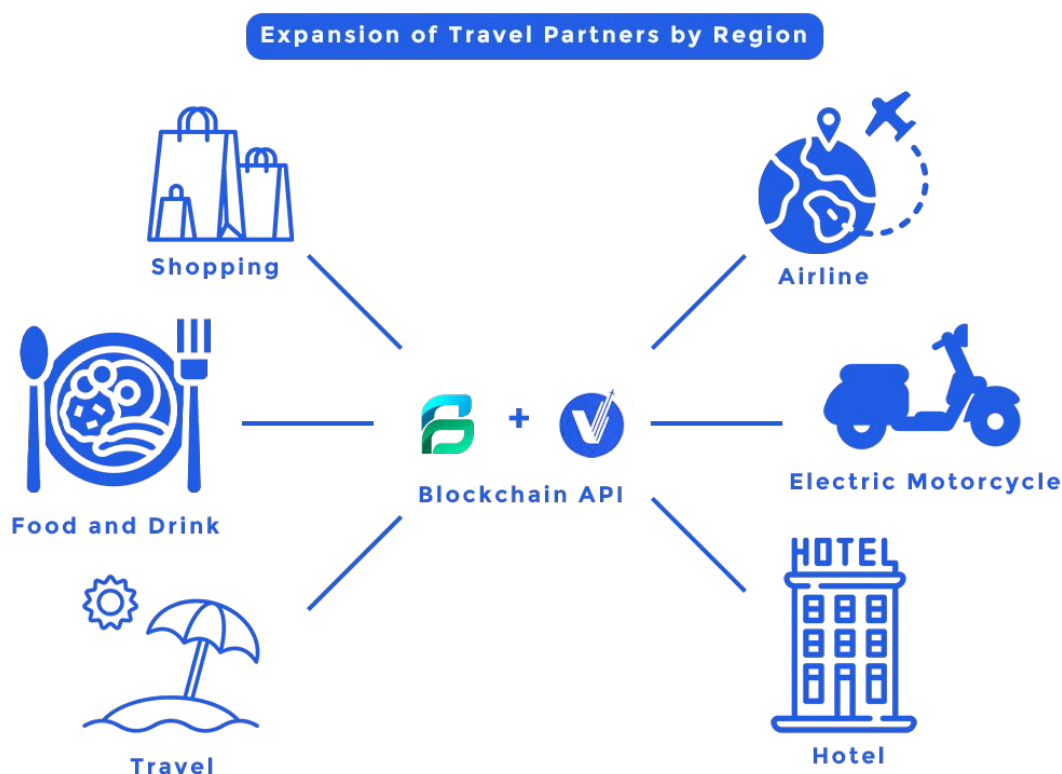 Expansion of Travel Partners by Region
Shopping
Airline
Food and Drink
+
Blockchain API
Electric Motorcycle
HOTEL
Travel
Hotel